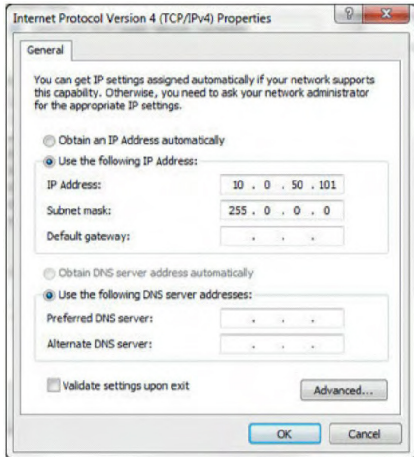 Internet Protocol Version 4 (TCP/IPv4) Properties
General
You can get IP settings assigned automatically if your network supports
this capability. Otherwise, you need to ask your network administrator
for the appropriate IP settings.
Obtain an IP Address automatically
Use the following IP Address:
IP Address: 10 . 0 . 50 . 101
Subnet mask: 255 . 0 . 0 . 0
Default gateway: . . .
Obtain DNS server address automatically
Use the following DNS server addresses:
Preferred DNS server: . . .
Alternate DNS server: . . .
Validate settings upon exit
Advanced...
OK Cancel